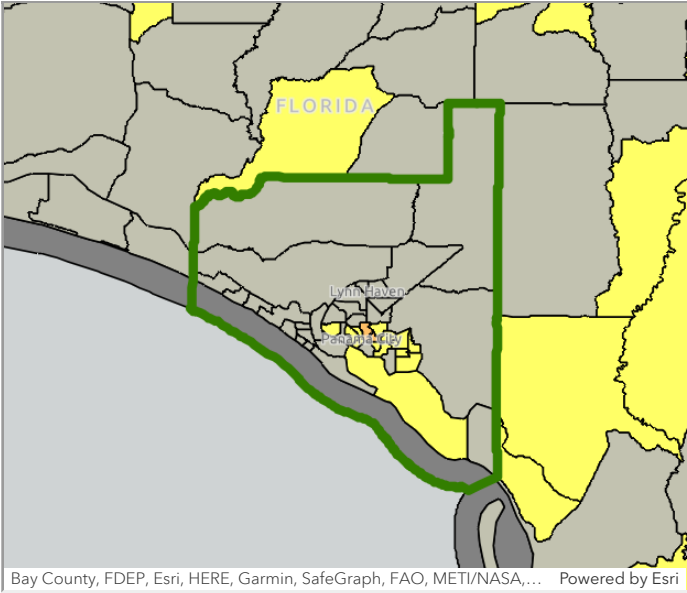 FLORIDA
Lynn Haven
Panama City
Bay County, FDEP, Esri, HERE, Garmin, SafeGraph, FAO, METI/NASA,... Powered by Esri